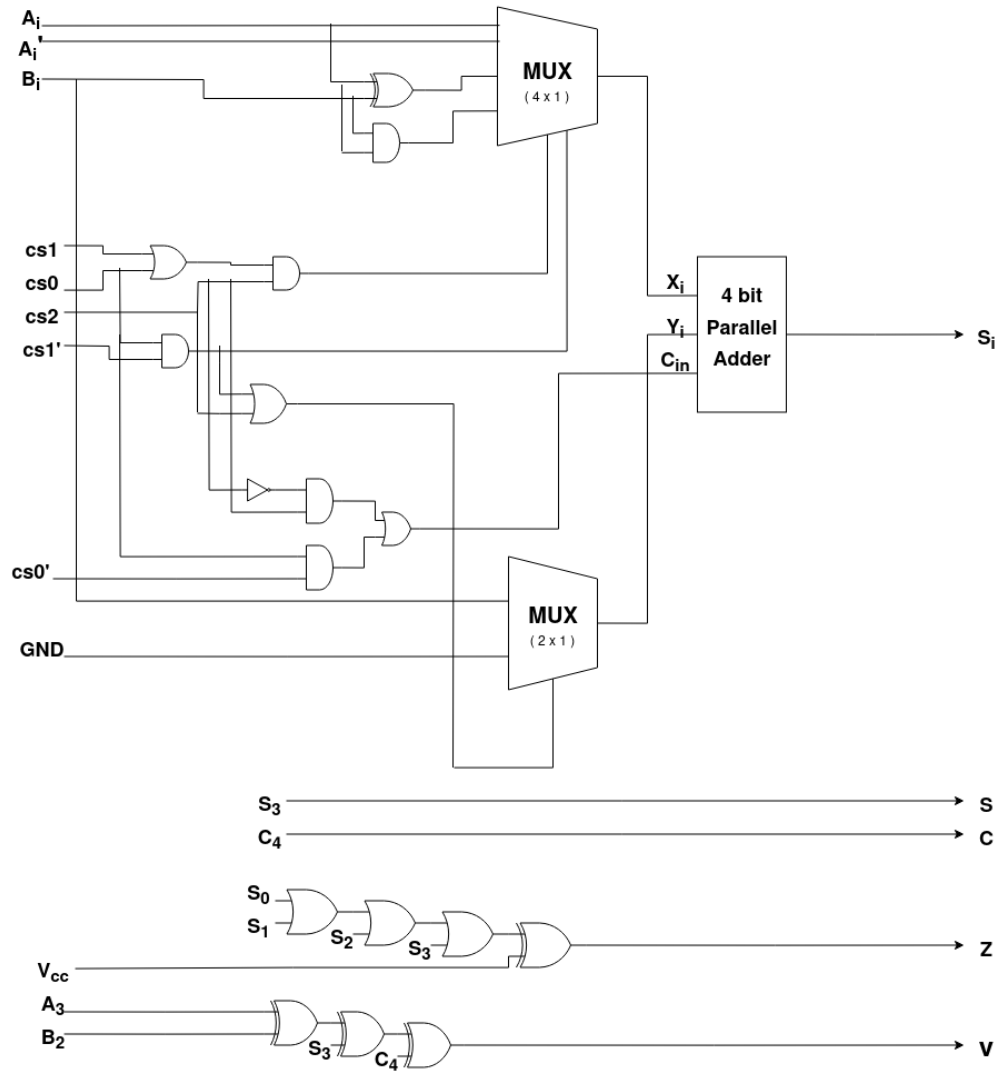 Ai
Ai'
Bi
MUX
( 4 x 1 )
cs1
cs0
cs2
cs1'
Xi
Yi
Cin
4 bit
Parallel
Adder
Si
cs0'
GND
MUX
( 2 x 1 )
S3
S
C4
C
S0
S1
S2
S3
Z
Vcc
A3
B2
S3
C4
V